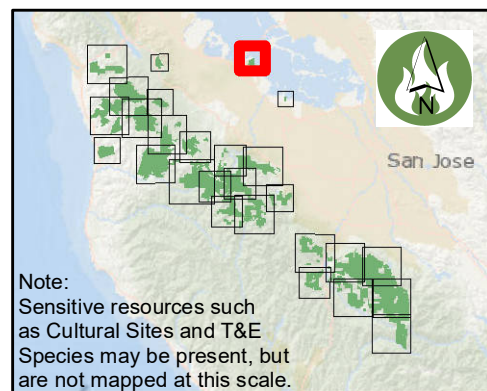 N
San Jose
Note:
Sensitive resources such
as Cultural Sites and T&E
Species may be present, but
are not mapped at this scale.